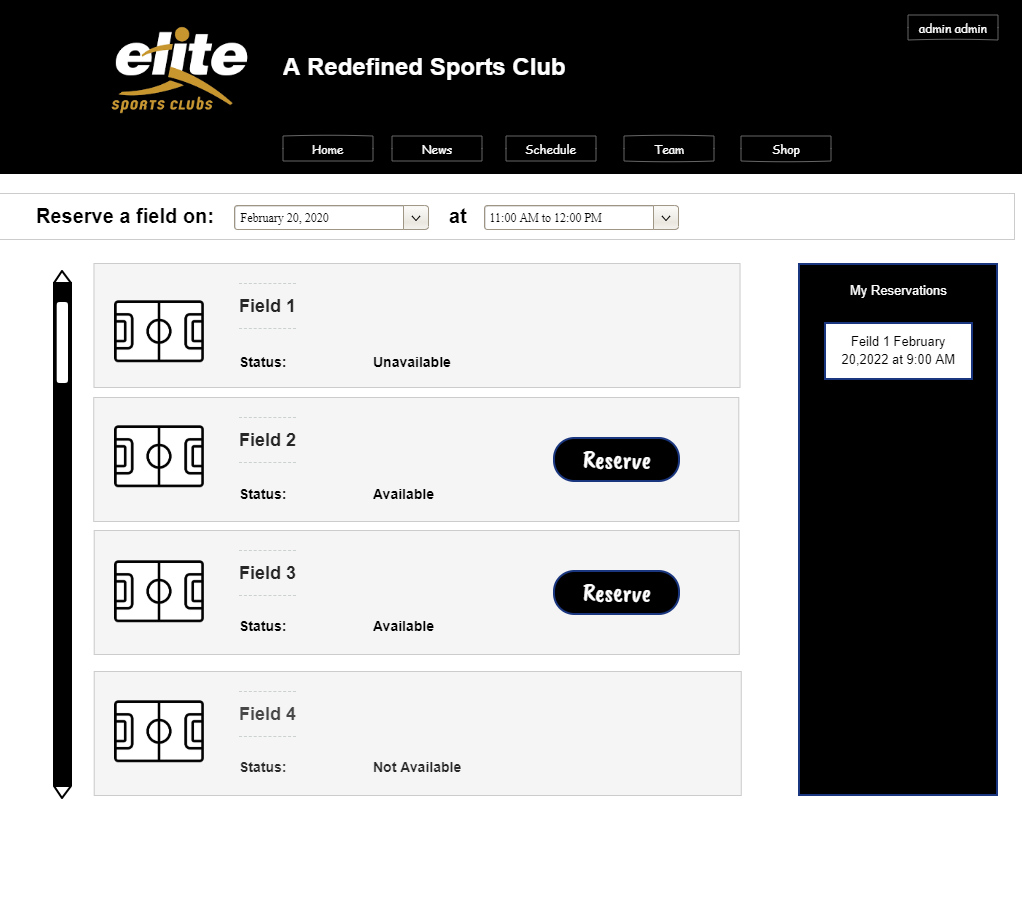 admin admin
elite
SPORTS CLUBS
A Redefined Sports Club
Home News Schedule Team Shop
Reserve a field on: February 20, 2020 at 11:00 AM to 12:00 PM
Field 1
Status: Unavailable
Field 2
Status: Available
Reserve
Field 3
Status: Available
Reserve
Field 4
Status: Not Available
My Reservations
Feild 1 February
20,2022 at 9:00 AM